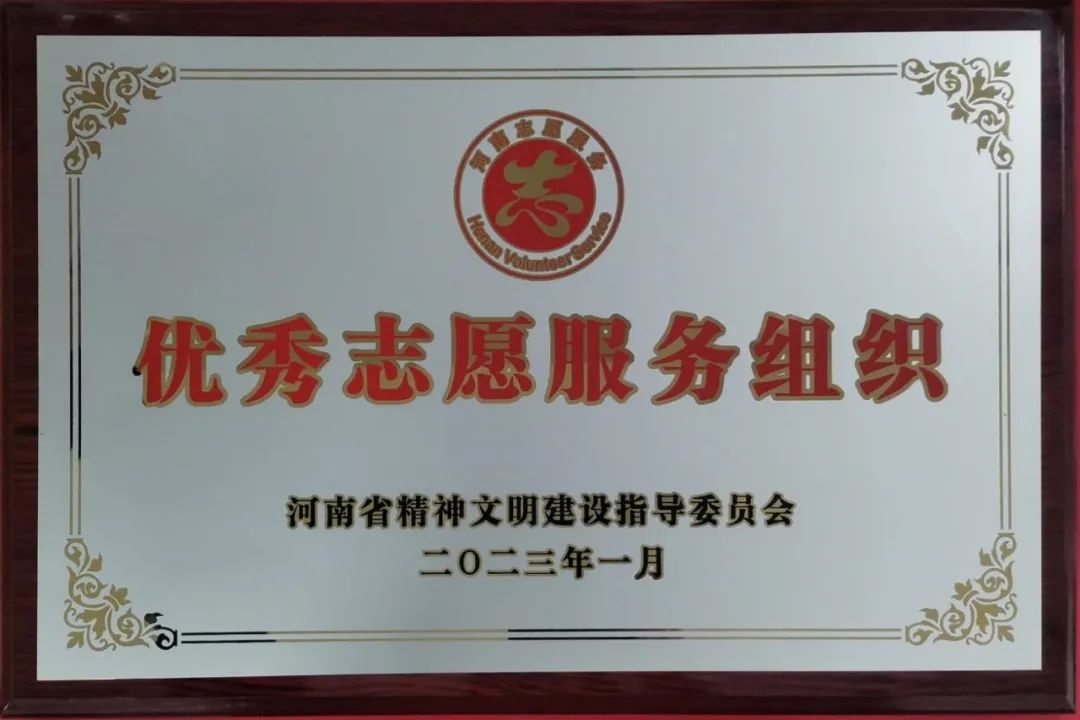 河南志愿服务
志
Henan Volunteer Service
优秀志愿服务组织
河南省精神文明建设指导委员会
二〇二三年一月